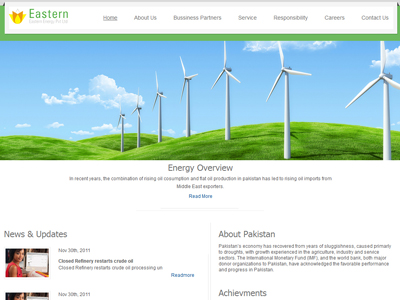 Eastern
Home About Us Bussiness Partners Service Responsibility Careers Contact Us
Energy Overview
In recent years, the combination of rising oil cosumption and flat oil production in pakistan has led to rising oil imports from
Middle East exporters.
Read More
News & Updates
Nov 30th, 2011
Closed Refinery restarts crude oil
Closed Refinery restarts crude oil processing un
Readmore
Nov 30th, 2011
About Pakistan
Pakistan's economy has recovered from years of sluggishness, caused primarily
to droughts, with growth experienced in the agriculture, industry and service
sectors. The International Monetary Fund (IMF), and the world bank, both major
donor organizations to Pakistan, have acknowledged the favorable performance
and progress in Pakistan.
Achievments